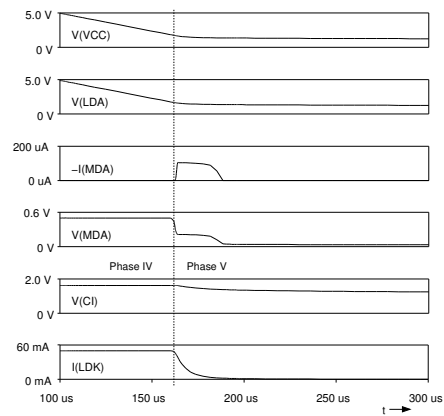 5.0 V
V(VCC)
0 V
5.0 V
V(LDA)
0 V
200 uA
−I(MDA)
0 uA
0.6 V
V(MDA)
0 V
Phase IV Phase V
2.0 V
V(CI)
0 V
60 mA
I(LDK)
0 mA
100 us 150 us 200 us 250 us 300 us
t